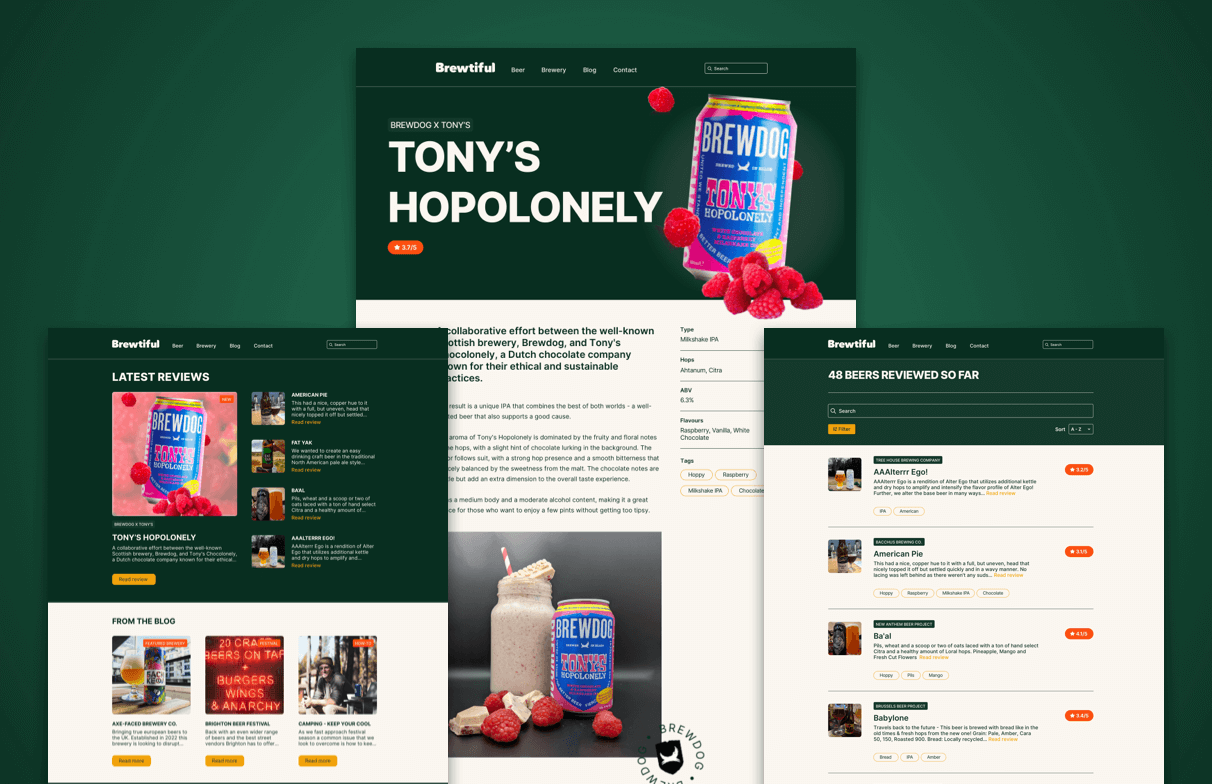 Brewtiful
Beer
Brewery
Blog
Contact
Search
BREWDOG X TONY'S
TONY'S
HOPOLONELY
3.7/5
BREWDOG
TONY'S
HOPOLONELY
collaborative effort between the well-known
ottish brewery, Brewdog, and Tony's
ocolonely, a Dutch chocolate company
own for their ethical and sustainable
actices.
result is a unique IPA that combines the best of both worlds - a well-
ted beer that also supports a good cause.
aroma of Tony's Hopolonely is dominated by the fruity and floral notes
e hops, with a slight hint of chocolate lurking in the background. The
or follows suit, with a strong hop presence and a smooth bitterness that
cely balanced by the sweetness from the malt. The chocolate notes are
le but add an extra dimension to the overall taste experience.
s a medium body and a moderate alcohol content, making it a great
ce for those who want to enjoy a few pints without getting too tipsy.
Type
Milkshake IPA
Hops
Ahtanum, Citra
ABV
6.3%
Flavours
Raspberry, Vanilla, White
Chocolate
Tags
Hoppy
Raspberry
Milkshake IPA
Chocolate
BREWDOG
TONY'S
HOPOLONELY
BREWDOG
BREWDOG
Brewtiful
Beer
Brewery
Blog
Contact
Search
LATEST REVIEWS
NEW
BREWDOG
TONY'S
HOPOLONELY
BREWDOG X TONY'S
TONY'S HOPOLONELY
A collaborative effort between the well-known
Scottish brewery, Brewdog, and Tony's Chocolonely,
a Dutch chocolate company known for their ethical...
Read review
AMERICAN PIE
This had a nice, copper hue to it
with a full, but uneven, head that
nicely topped it off but settled...
Read review
FAT YAK
We wanted to create an easy
drinking craft beer in the traditional
North American pale ale style...
Read review
BA'AL
Pils, wheat and a scoop or two of
oats laced with a ton of hand select
Citra and a healthy amount of...
Read review
AAALTERRR EGO!
AAAlterrr Ego is a rendition of Alter
Ego that utilizes additional kettle
and dry hops to amplify and...
Read review
FROM THE BLOG
FEATURED BREWERY
AXE-FACED BREWERY CO.
Bringing true european beers to
the UK. Established in 2022 this
brewery is looking to disrupt...
Read more
FESTIVAL
20 CRAFT
BEERS ON TAP
+
BURGERS
WINGS
& ANARCHY
BRIGHTON BEER FESTIVAL
Back with an even wider range
of beers and the best street
vendors Brighton has to offer...
Read more
HOW-TO
CAMPING - KEEP YOUR COOL
As we fast approach festival
season a common issue that we
look to overcome is how to kee...
Read more
Brewtiful
Beer
Brewery
Blog
Contact
Search
48 BEERS REVIEWED SO FAR
Search
Filter
Sort
A - Z
TREE HOUSE BREWING COMPANY
AAAlterrr Ego!
AAAlterrr Ego is a rendition of Alter Ego that utilizes additional kettle
and dry hops to amplify and intensify the flavor profile of Alter Ego!
Further, we alter the base beer in many ways... Read review
IPA
American
3.2/5
BACCHUS BREWING CO.
American Pie
This had a nice, copper hue to it with a full, but uneven, head that
nicely topped it off but settled quickly and in a wavy manner. No
lacing was left behind as there weren't any suds... Read review
Hoppy
Raspberry
Milkshake IPA
Chocolate
3.1/5
NEW ANTHEM BEER PROJECT
Ba'al
Pils, wheat and a scoop or two of oats laced with a ton of hand select
Citra and a healthy amount of Loral hops. Pineapple, Mango and
Fresh Cut Flowers Read review
Hoppy
Pils
Mango
4.1/5
BRUSSELS BEER PROJECT
Babylone
Travels back to the future - This beer is brewed with bread like in the
old times & fresh hops from the new one! Grain: Pale, Amber, Cara
50, 150, Roasted 900. Bread: Locally recycled... Read review
Bread
IPA
Amber
3.4/5